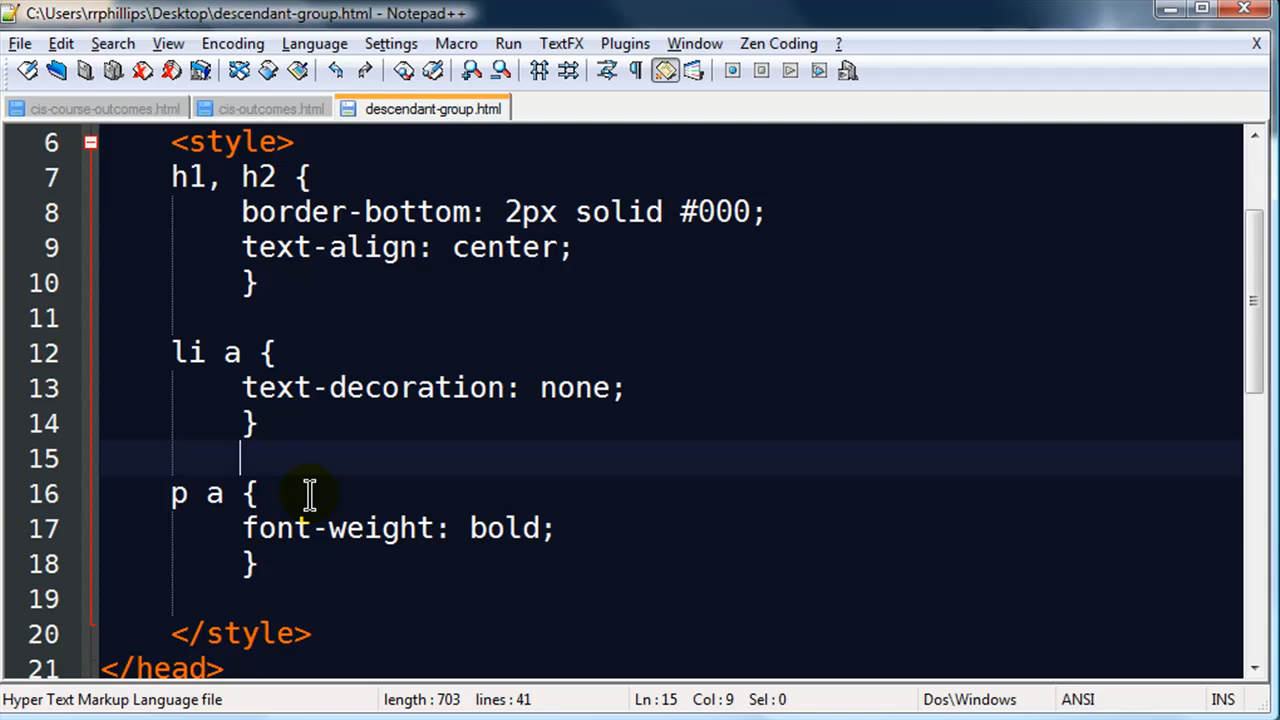 C:\Users\rrphillips\Desktop\descendant-group.html - Notepad++
File Edit Search View Encoding Language Settings Macro Run TextFX Plugins Window Zen Coding ? X
cis-course-outcomes.html cis-outcomes.html descendant-group.html
6 <style>
7 h1, h2 {
8 border-bottom: 2px solid #000;
9 text-align: center;
10 }
11
12 li a {
13 text-decoration: none;
14 }
15
16 p a {
17 font-weight: bold;
18 }
19
20 </style>
21 </head>
Hyper Text Markup Language file length : 703 lines : 41 Ln : 15 Col : 9 Sel : 0 Dos\Windows ANSI INS